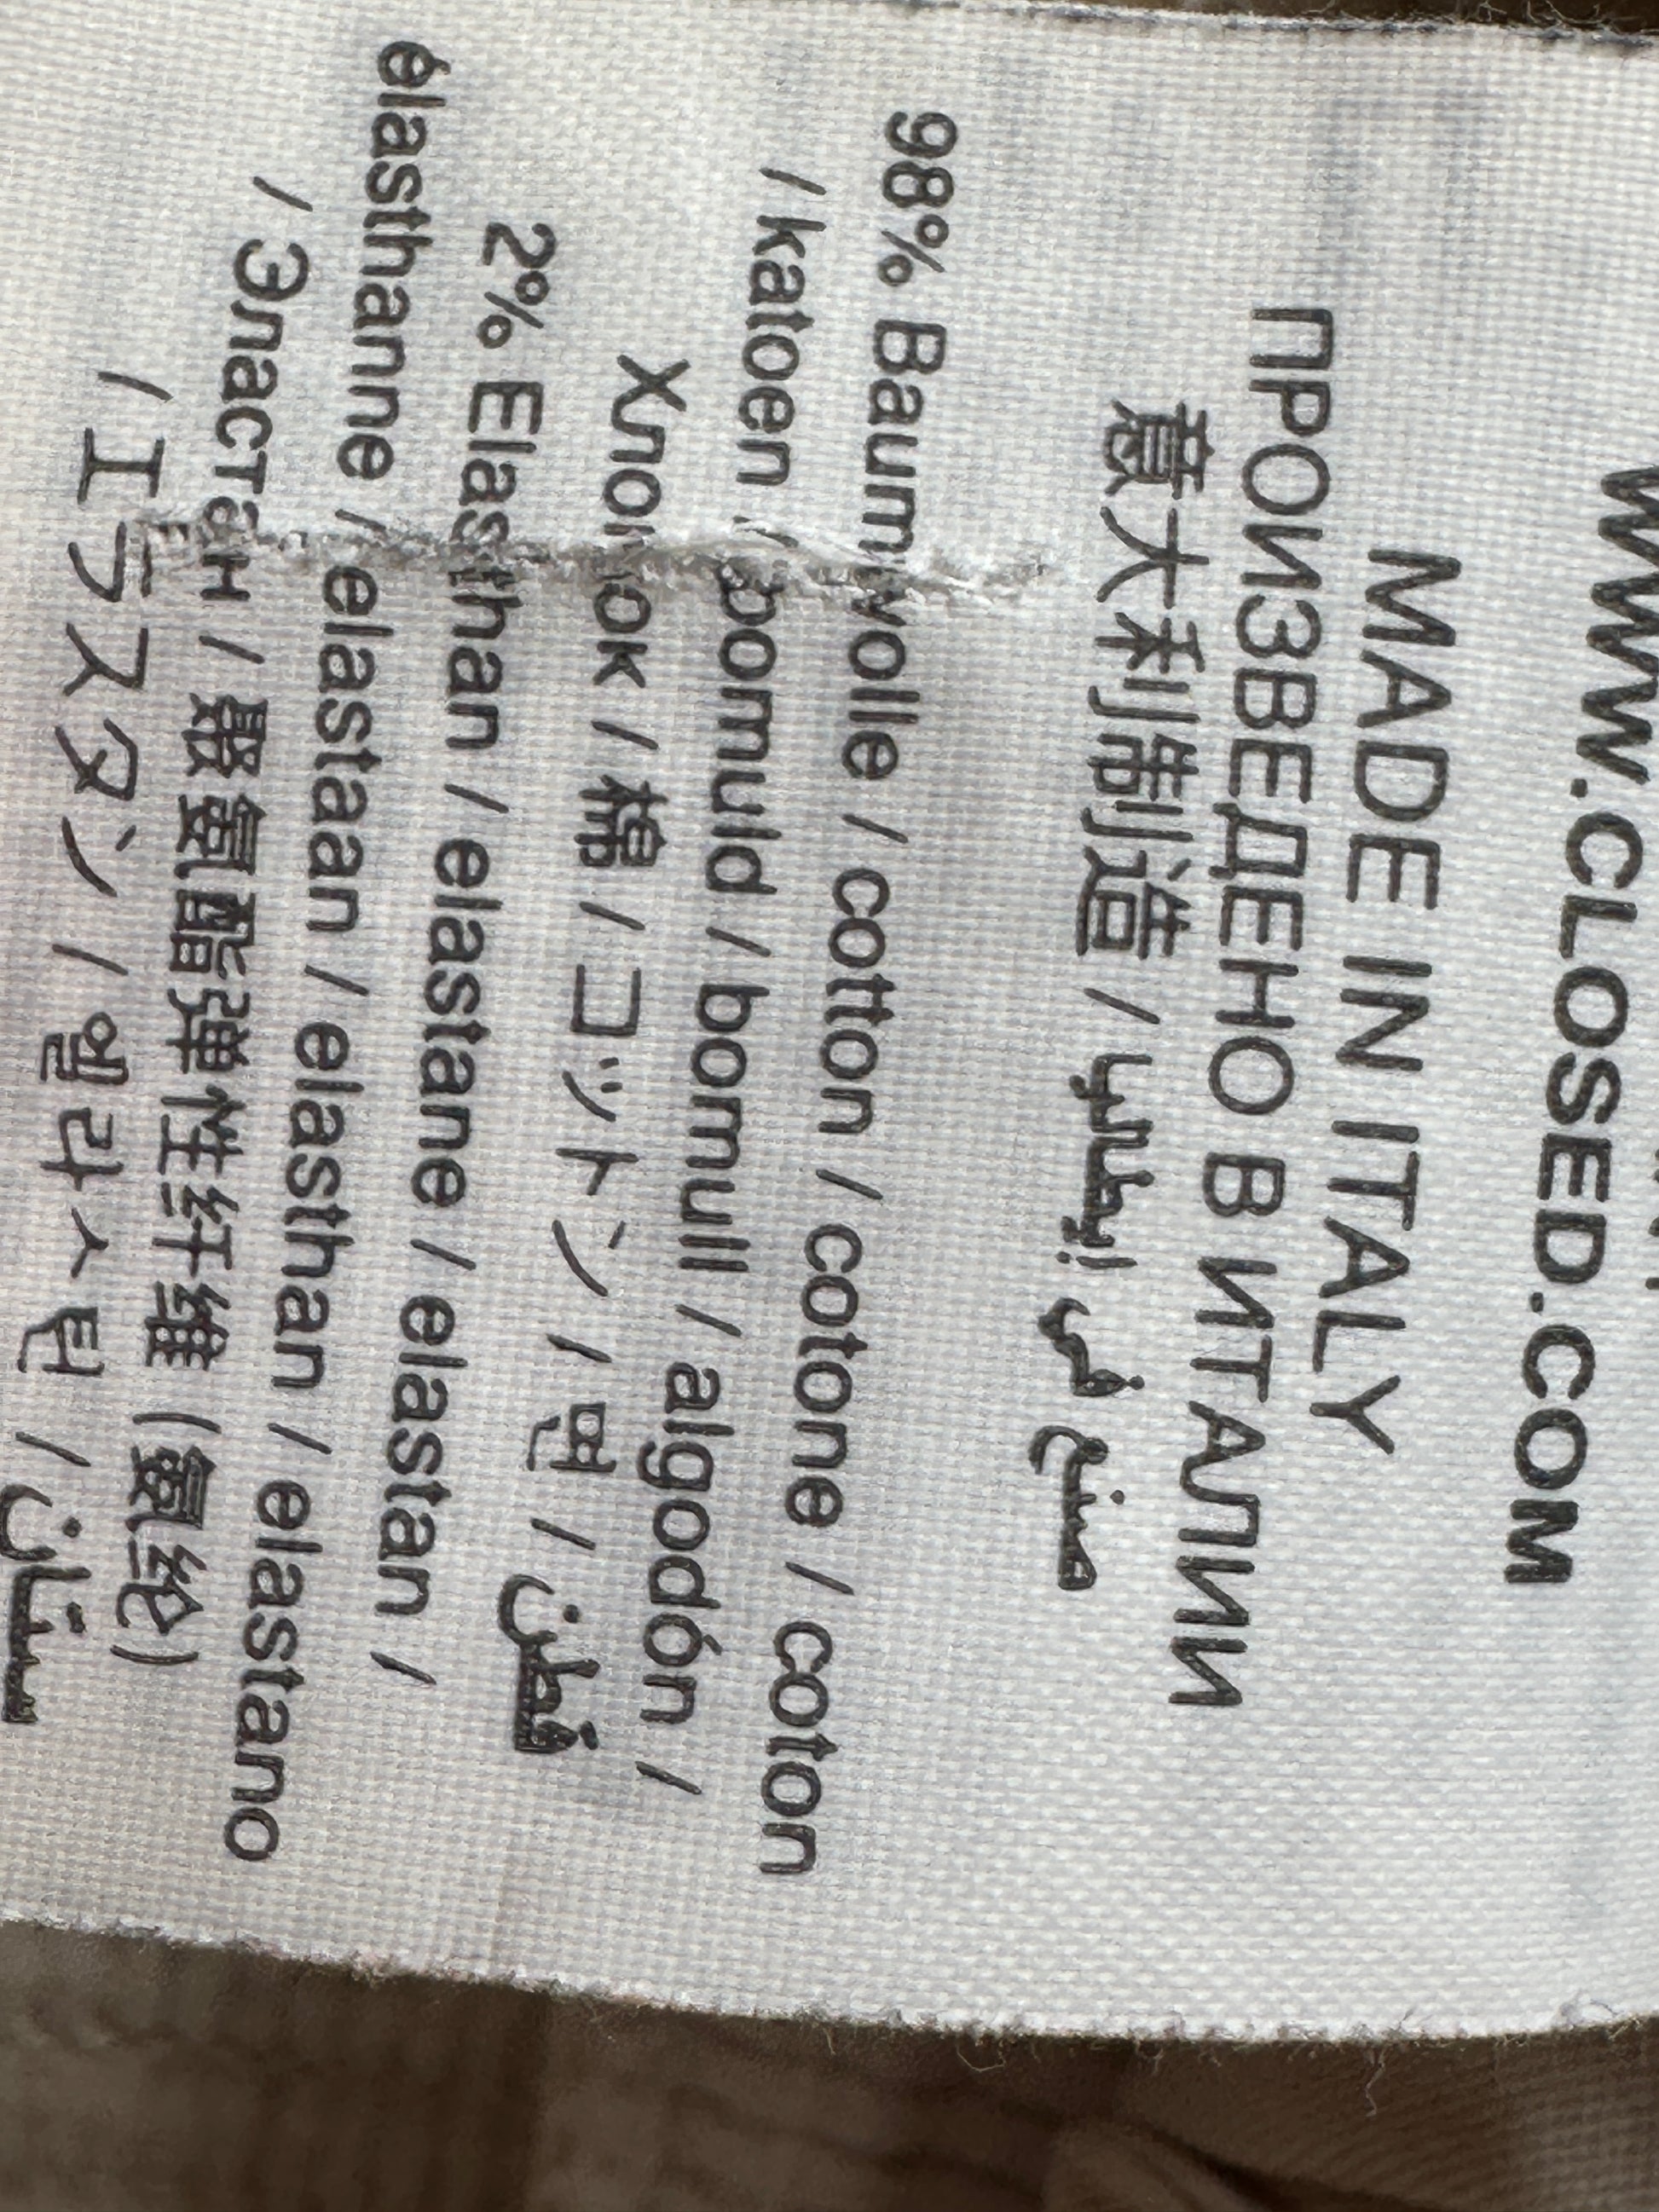 WWW.CLOSED.COM
MADE IN ITALY
ПРОИЗВЕДЕНО В ИТАЛИИ
意大利制造 / صنع في إيطاليا
98% Baumwolle / cotton / cotone / coton
/ katoen / bomuld / bomull / algodón /
Хлопок / 棉 / コットン / 면 / قطن
2% Elasthan / elastane / elastan /
élasthanne / elastaan / elasthan / elastano
/ Эластан / 聚氨酯弹性纤维 (氨纶)
/ エラスタン / 엘라스틴 /